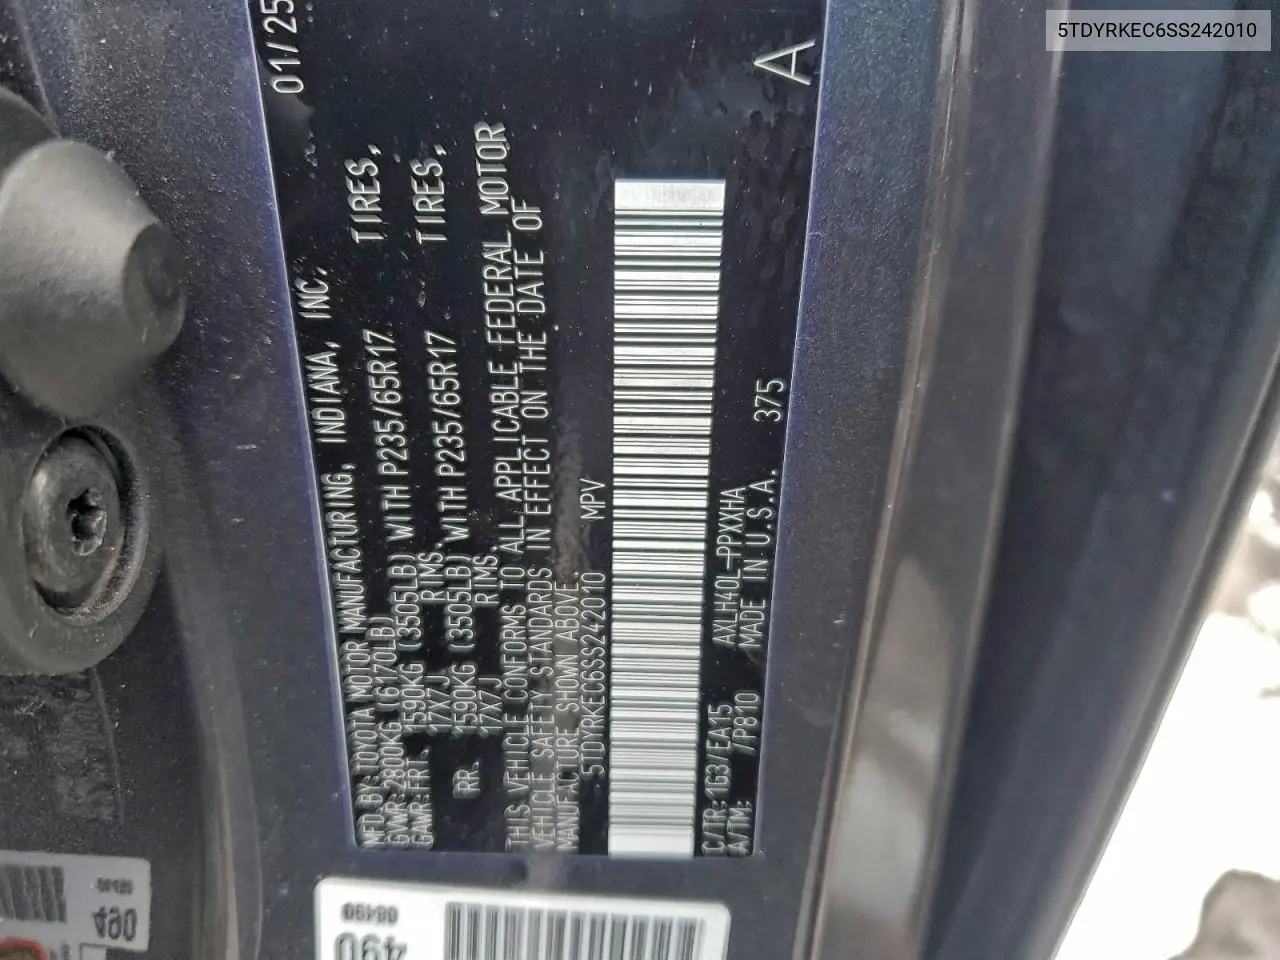 5TDYRKEC6SS242010
MFD. BY: TOYOTA MOTOR MANUFACTURING, INDIANA, INC. 01/25
GVWR: 2800KG (6170LB)
GAWR: FRT. 1590KG (3505LB) WITH P235/65R17 TIRES,
17X7J RIMS.
RR. 1590KG (3505LB) WITH P235/65R17 TIRES,
17X7J RIMS.
THIS VEHICLE CONFORMS TO ALL APPLICABLE FEDERAL MOTOR
VEHICLE SAFETY STANDARDS IN EFFECT ON THE DATE OF
MANUFACTURE SHOWN ABOVE.
5TDYRKEC6SS242010 MPV
C/TR: 1G3/EA15 AXLH40L-PPXXHA
A/TM: /P810 MADE IN U.S.A. 375
A
08490
490